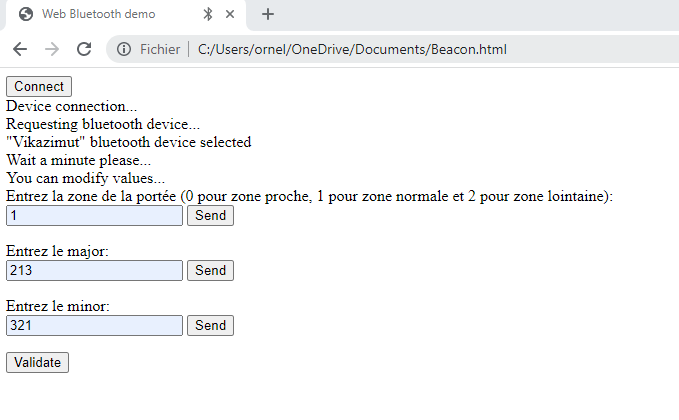 Web Bluetooth demo
Fichier C:/Users/ornel/OneDrive/Documents/Beacon.html
Connect
Device connection...
Requesting bluetooth device...
"Vikazimut" bluetooth device selected
Wait a minute please...
You can modify values...
Entrez la zone de la portée (0 pour zone proche, 1 pour zone normale et 2 pour zone lointaine):
1 Send
Entrez le major:
213 Send
Entrez le minor:
321 Send
Validate